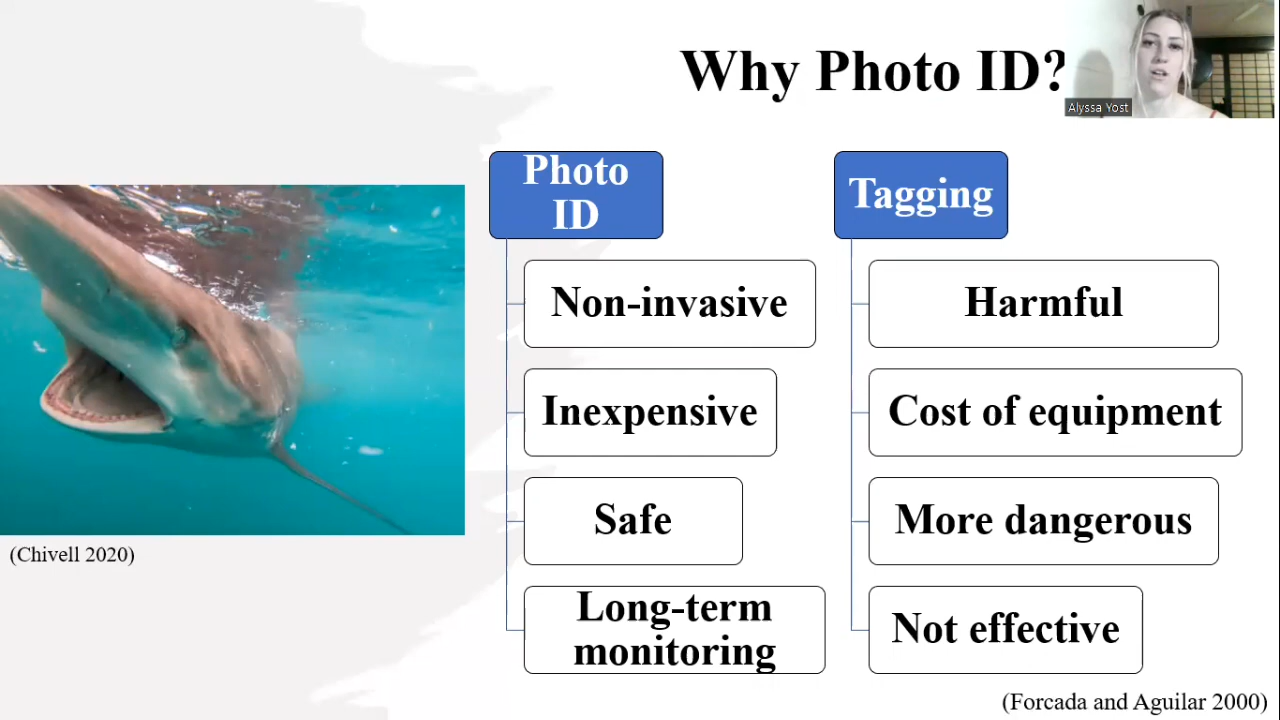 Why Photo ID?
Alyssa Yost
Photo
ID
Non-invasive
Inexpensive
Safe
Long-term
monitoring
Tagging
Harmful
Cost of equipment
More dangerous
Not effective
(Chivell 2020)
(Forcada and Aguilar 2000)